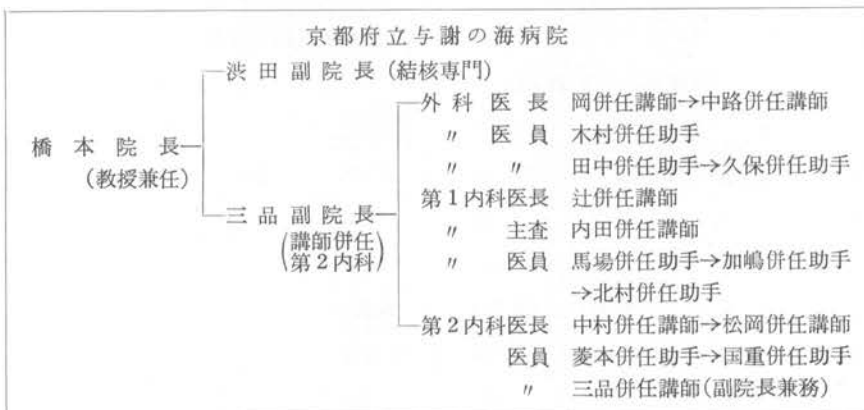 京都府立与謝の海病院
渋田副院長(結核専門)
外科医長 岡併任講師→中路併任講師
〃 医員 木村併任助手
橋本院長
〃 〃 田中併任助手→久保併任助手
(教授兼任)
第1内科医長 辻併任講師
三品副院長
〃 主査 内田併任講師
(講師併任
第2内科)
〃 医員 馬場併任助手→加嶋併任助手
→北村併任助手
第2内科医長 中村併任講師→松岡併任講師
医員 菱本併任助手→国重併任助手
〃 三品併任講師(副院長兼務)